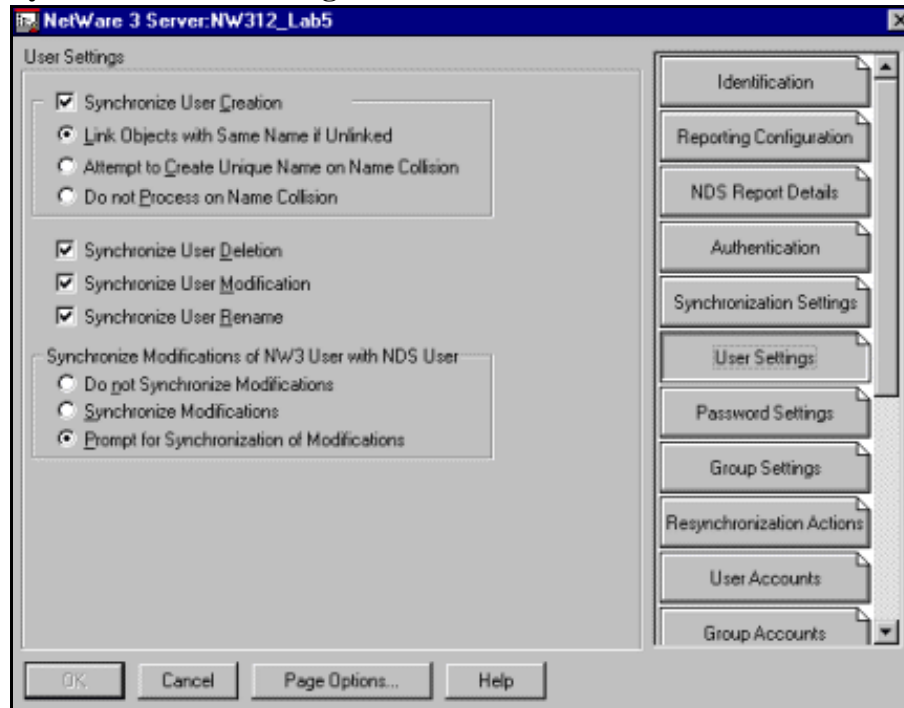 NetWare 3 Server:NW312_Lab5
User Settings
Synchronize User Creation
Link Objects with Same Name if Unlinked
Attempt to Create Unique Name on Name Collision
Do not Process on Name Collision
Synchronize User Deletion
Synchronize User Modification
Synchronize User Rename
Synchronize Modifications of NW3 User with NDS User
Do not Synchronize Modifications
Synchronize Modifications
Prompt for Synchronization of Modifications
Identification
Reporting Configuration
NDS Report Details
Authentication
Synchronization Settings
User Settings
Password Settings
Group Settings
Resynchronization Actions
User Accounts
Group Accounts
OK
Cancel
Page Options...
Help